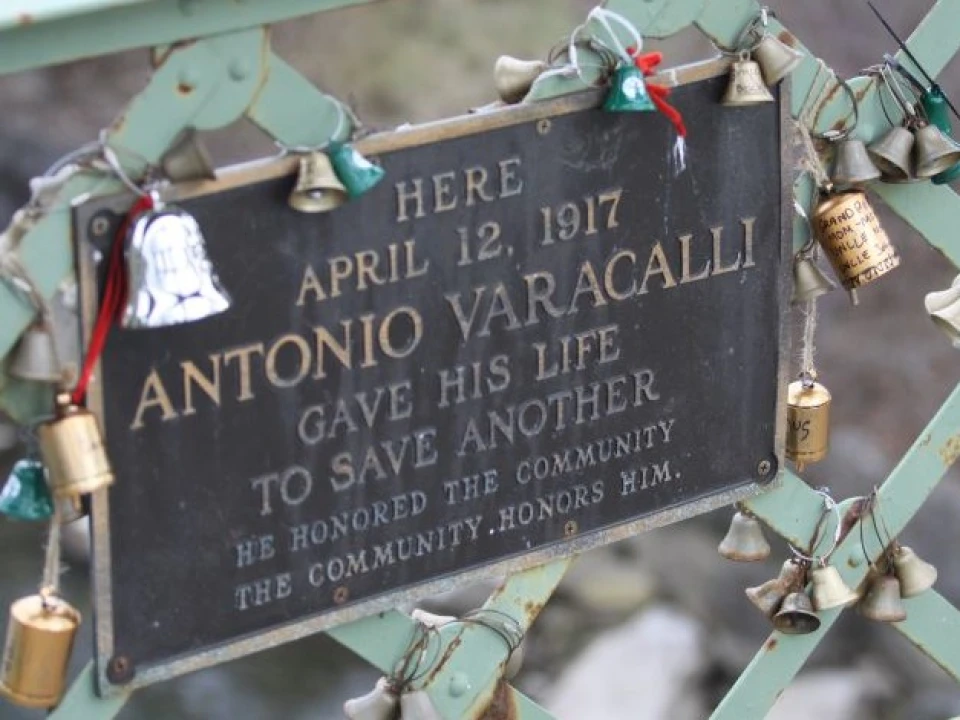 HERE
APRIL 12, 1917
ANTONIO VARACALLI
GAVE HIS LIFE
TO SAVE ANOTHER
HE HONORED THE COMMUNITY
THE COMMUNITY.HONORS HIM.